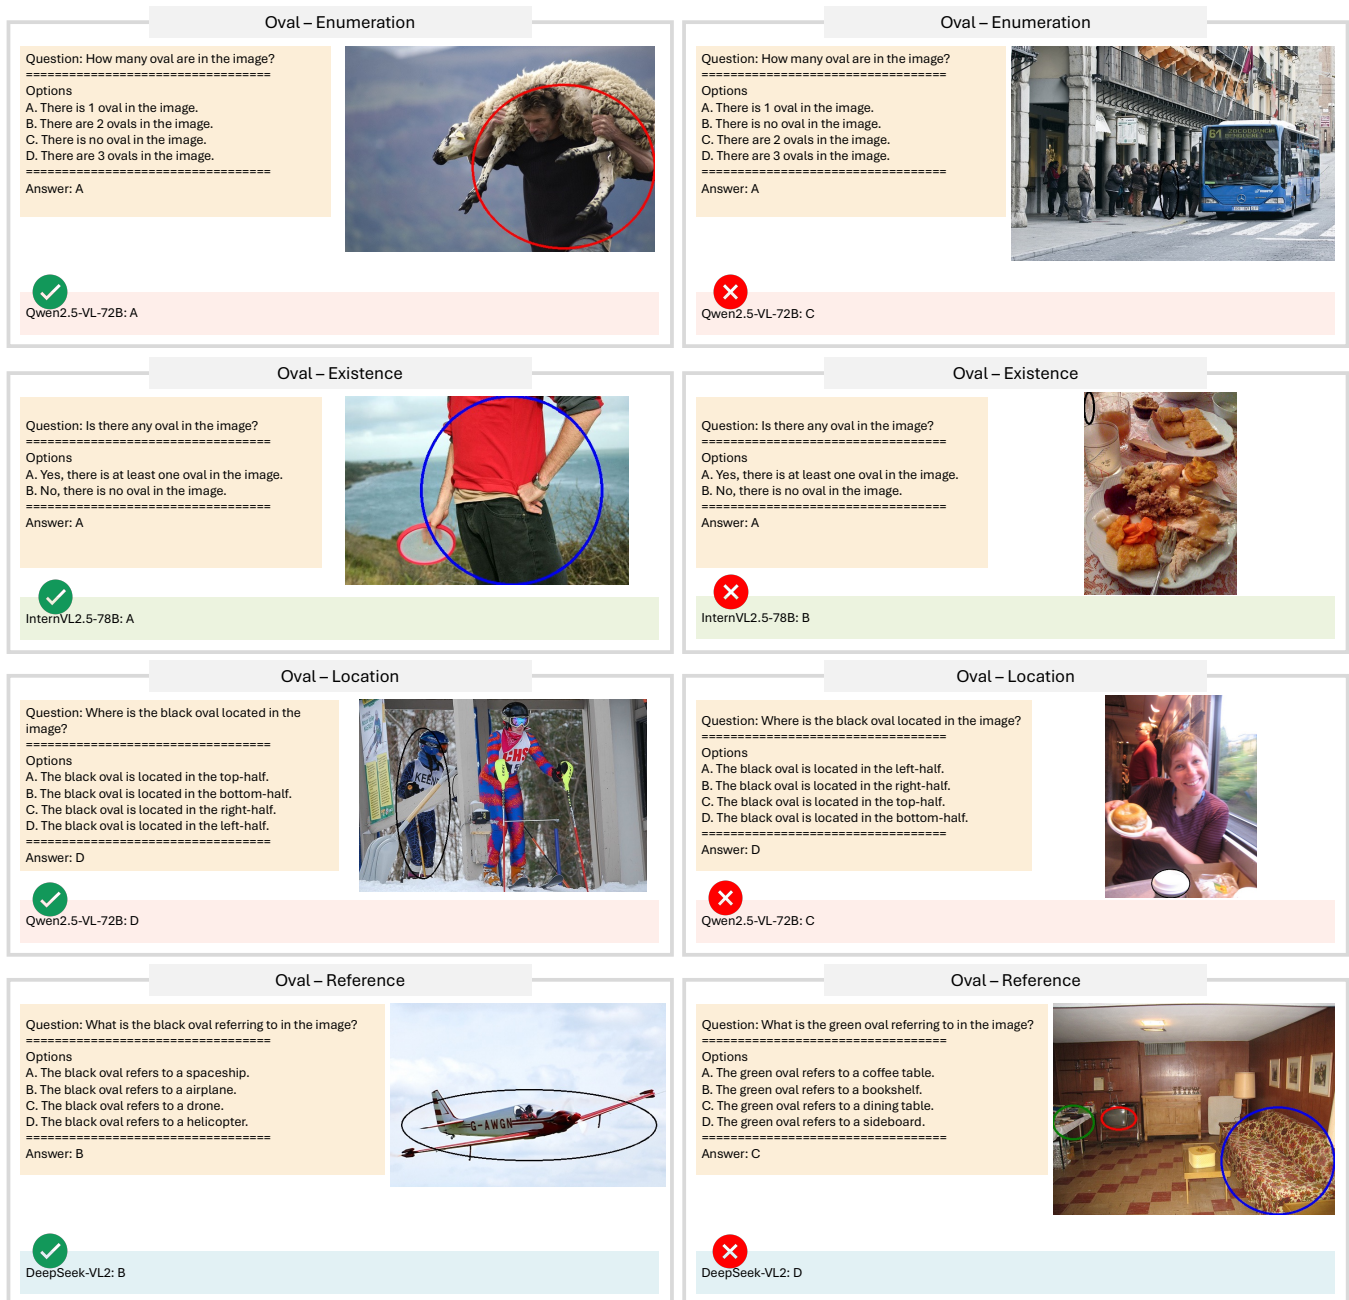 Oval – Enumeration
Question: How many oval are in the image?
==================================
Options
A. There is 1 oval in the image.
B. There are 2 ovals in the image.
C. There is no oval in the image.
D. There are 3 ovals in the image.
==================================
Answer: A
Qwen2.5-VL-72B: A
Oval – Enumeration
Question: How many oval are in the image?
==================================
Options
A. There is 1 oval in the image.
B. There is no oval in the image.
C. There are 2 ovals in the image.
D. There are 3 ovals in the image.
==================================
Answer: A
61
Qwen2.5-VL-72B: C
Oval – Existence
Question: Is there any oval in the image?
==================================
Options
A. Yes, there is at least one oval in the image.
B. No, there is no oval in the image.
==================================
Answer: A
InternVL2.5-78B: A
Oval – Existence
Question: Is there any oval in the image?
==================================
Options
A. Yes, there is at least one oval in the image.
B. No, there is no oval in the image.
==================================
Answer: A
InternVL2.5-78B: B
Oval – Location
Question: Where is the black oval located in the
image?
==================================
Options
A. The black oval is located in the top-half.
B. The black oval is located in the bottom-half.
C. The black oval is located in the right-half.
D. The black oval is located in the left-half.
==================================
Answer: D
KEEN
CHS
Qwen2.5-VL-72B: D
Oval – Location
Question: Where is the black oval located in the image?
==================================
Options
A. The black oval is located in the left-half.
B. The black oval is located in the right-half.
C. The black oval is located in the top-half.
D. The black oval is located in the bottom-half.
==================================
Answer: D
Qwen2.5-VL-72B: C
Oval – Reference
Question: What is the black oval referring to in the image?
==================================
Options
A. The black oval refers to a spaceship.
B. The black oval refers to a airplane.
C. The black oval refers to a drone.
D. The black oval refers to a helicopter.
==================================
Answer: B
G-AWGN
DeepSeek-VL2: B
Oval – Reference
Question: What is the green oval referring to in the image?
==================================
Options
A. The green oval refers to a coffee table.
B. The green oval refers to a bookshelf.
C. The green oval refers to a dining table.
D. The green oval refers to a sideboard.
==================================
Answer: C
DeepSeek-VL2: D